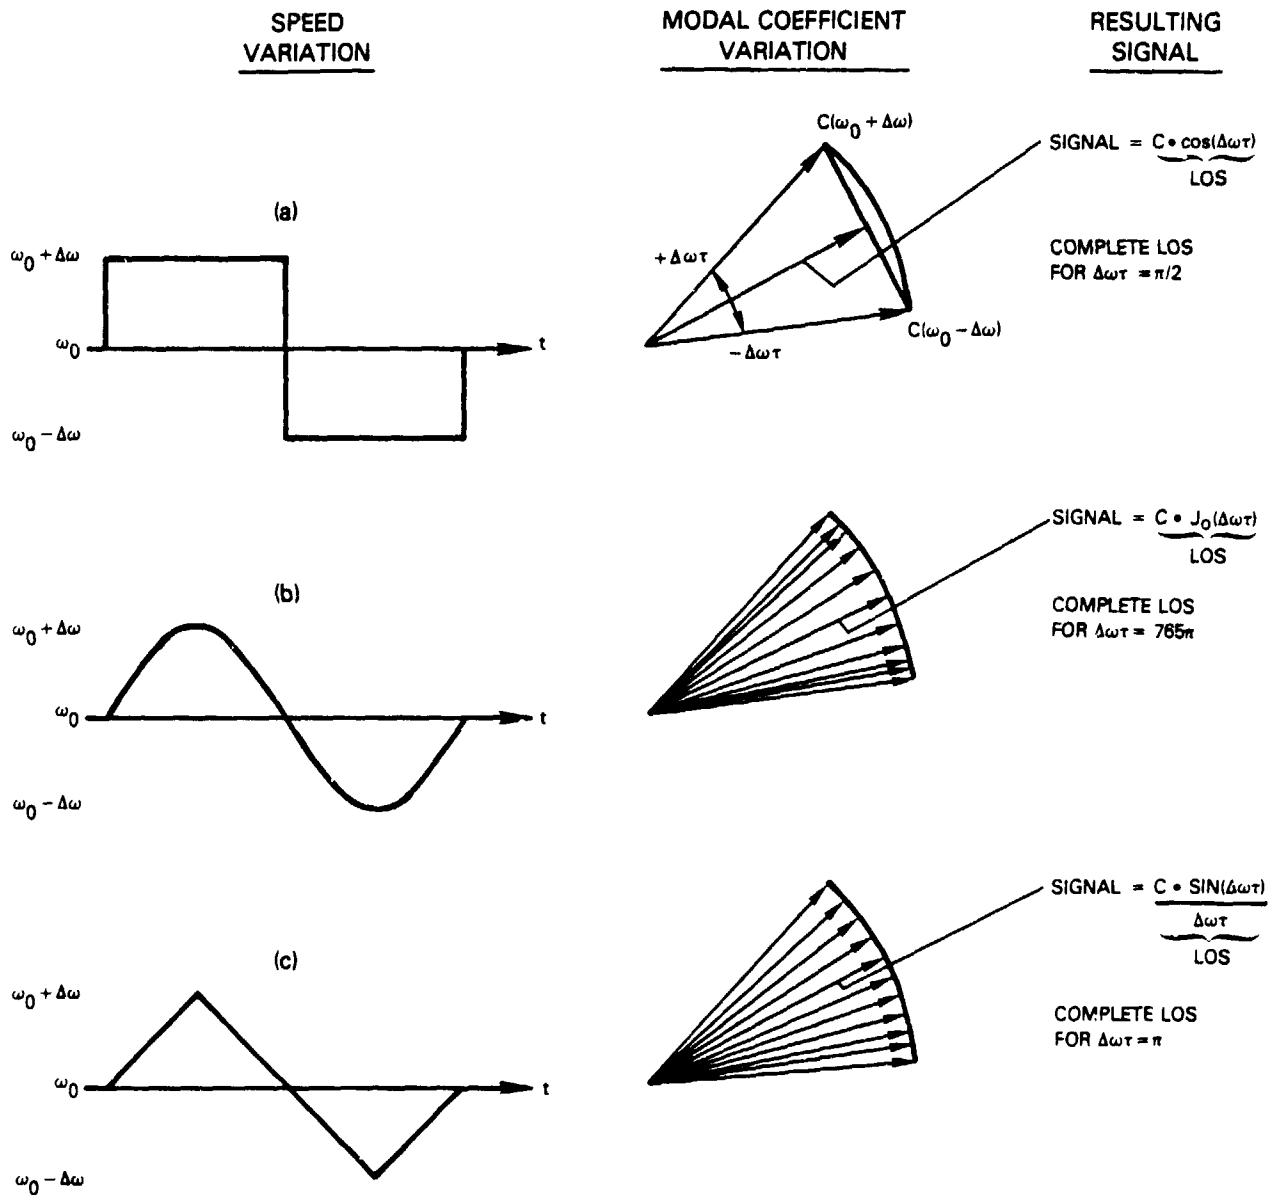 SPEED
VARIATION
MODAL COEFFICIENT
VARIATION
RESULTING
SIGNAL
(a)
ω₀ + Δω
ω₀
t
ω₀ − Δω
C(ω₀ + Δω)
+Δωτ
−Δωτ
C(ω₀ − Δω)
SIGNAL = C • cos(Δωτ)
LOS
COMPLETE LOS
FOR Δωτ = π/2
(b)
ω₀ + Δω
ω₀
t
ω₀ − Δω
SIGNAL = C • J₀(Δωτ)
LOS
COMPLETE LOS
FOR Δωτ = 765π
(c)
ω₀ + Δω
ω₀
t
ω₀ − Δω
SIGNAL = C • SIN(Δωτ)
Δωτ
LOS
COMPLETE LOS
FOR Δωτ = π